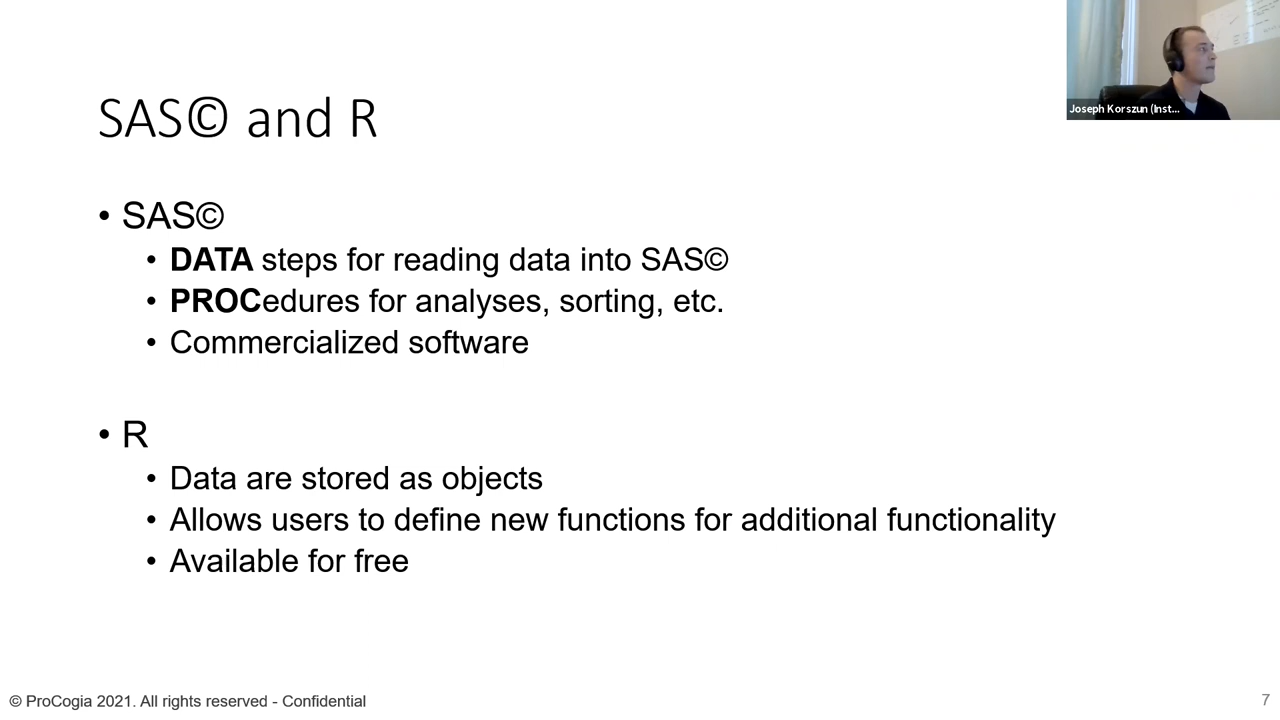 Joseph Korszun (Inst...
SAS© and R
• SAS©
• DATA steps for reading data into SAS©
• PROCedures for analyses, sorting, etc.
• Commercialized software
• R
• Data are stored as objects
• Allows users to define new functions for additional functionality
• Available for free
© ProCogia 2021. All rights reserved - Confidential
7